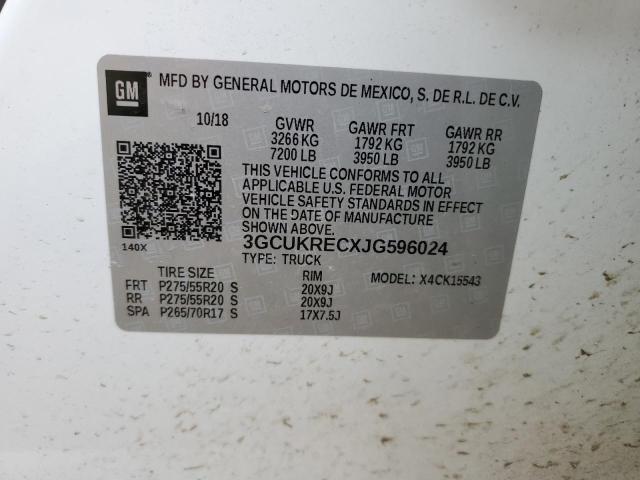 GM
MFD BY GENERAL MOTORS DE MEXICO, S. DE R.L. DE C.V.
10/18 GVWR GAWR FRT GAWR RR
3266 KG 1792 KG 1792 KG
7200 LB 3950 LB 3950 LB
THIS VEHICLE CONFORMS TO ALL
APPLICABLE U.S. FEDERAL MOTOR
VEHICLE SAFETY STANDARDS IN EFFECT
ON THE DATE OF MANUFACTURE
SHOWN ABOVE.
140X 3GCUKRECXJG596024
TYPE: TRUCK
TIRE SIZE RIM MODEL: X4CK15543
FRT P275/55R20 S 20X9J
RR P275/55R20 S 20X9J
SPA P265/70R17 S 17X7.5J